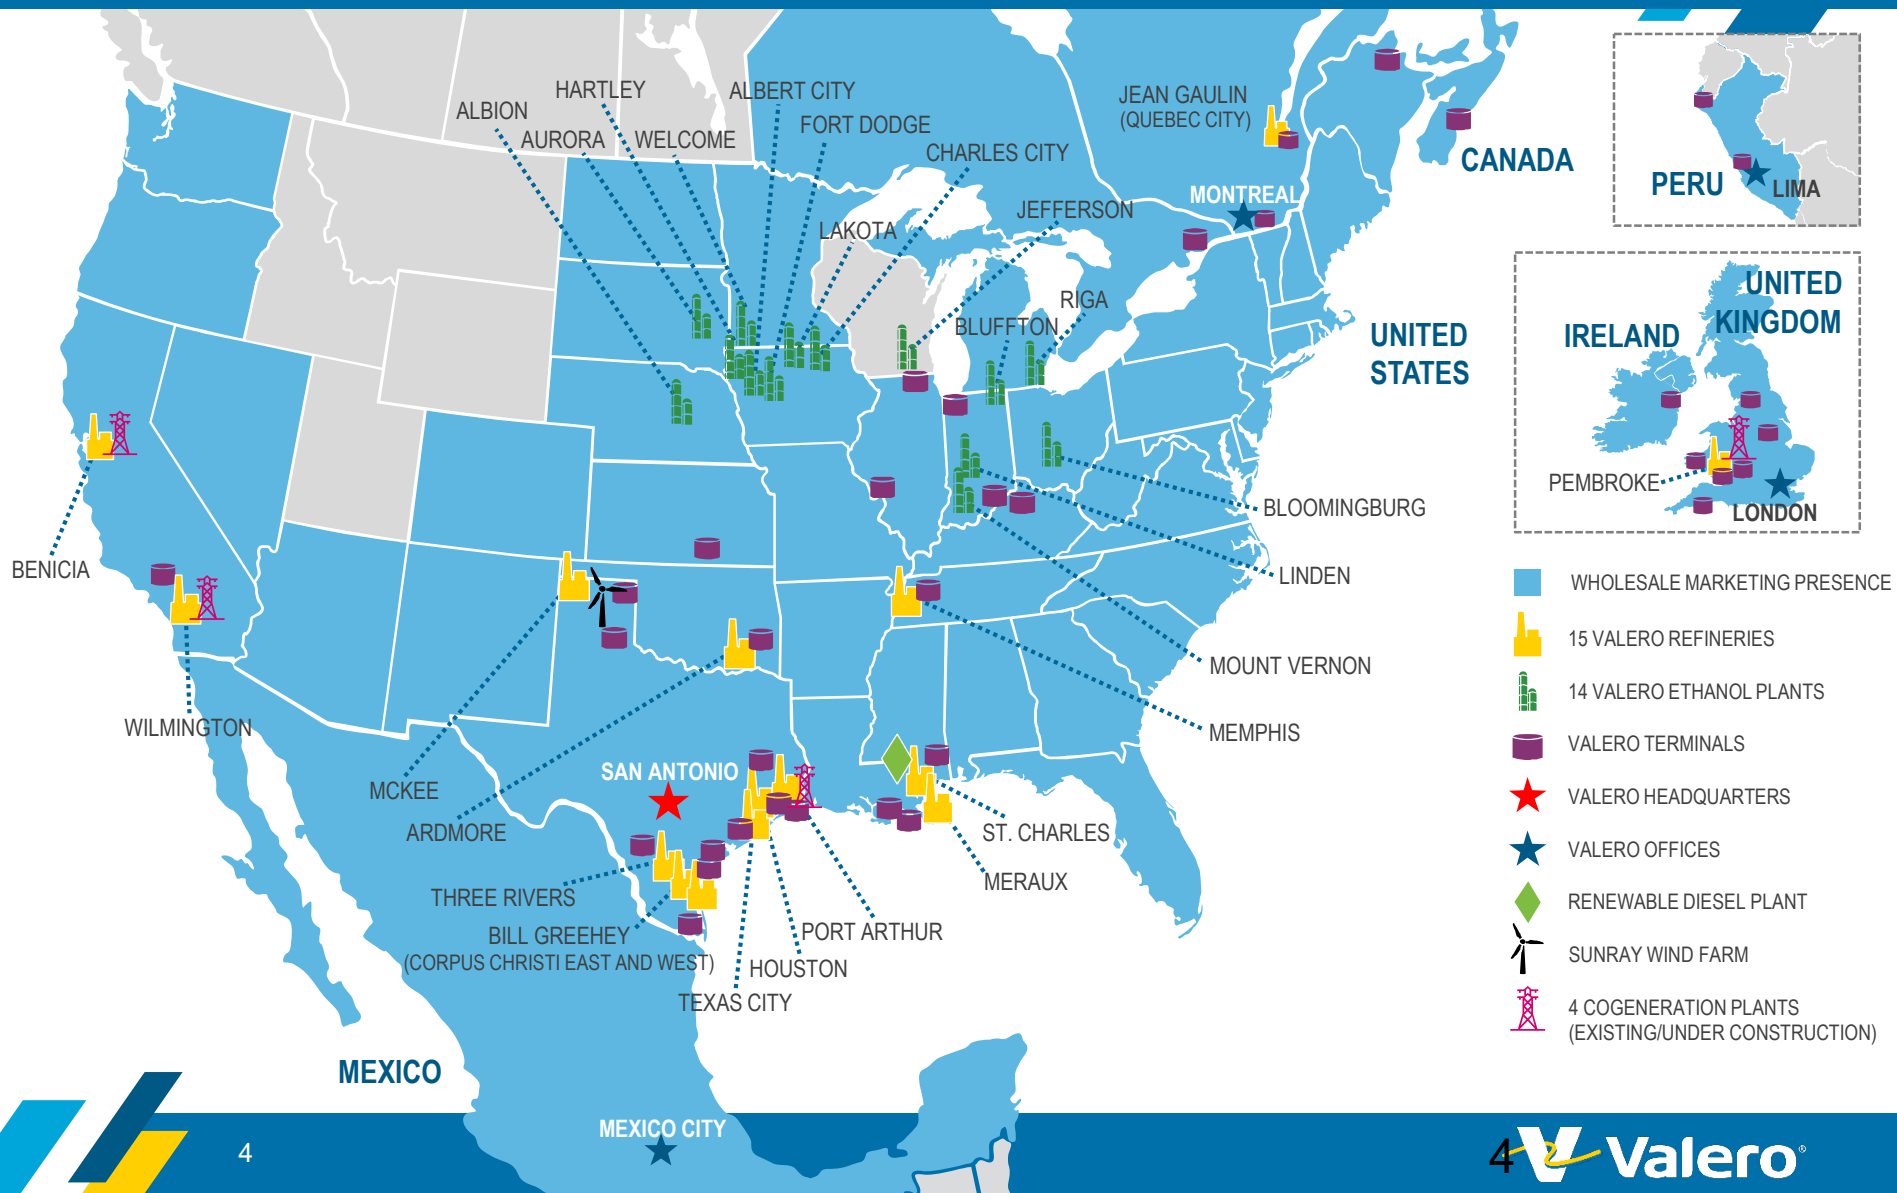 HARTLEY
ALBERT CITY
ALBION
AURORA
WELCOME
FORT DODGE
CHARLES CITY
JEFFERSON
LAKOTA
RIGA
BLUFFTON
JEAN GAULIN
(QUEBEC CITY)
CANADA
MONTREAL
PERU
LIMA
UNITED
STATES
IRELAND
UNITED
KINGDOM
PEMBROKE
LONDON
BENICIA
WILMINGTON
BLOOMINGBURG
LINDEN
MOUNT VERNON
MEMPHIS
MCKEE
ARDMORE
SAN ANTONIO
THREE RIVERS
BILL GREEHEY
(CORPUS CHRISTI EAST AND WEST)
TEXAS CITY
HOUSTON
PORT ARTHUR
ST. CHARLES
MERAUX
MEXICO
MEXICO CITY
WHOLESALE MARKETING PRESENCE
15 VALERO REFINERIES
14 VALERO ETHANOL PLANTS
VALERO TERMINALS
VALERO HEADQUARTERS
VALERO OFFICES
RENEWABLE DIESEL PLANT
SUNRAY WIND FARM
4 COGENERATION PLANTS
(EXISTING/UNDER CONSTRUCTION)
4
4
Valero®